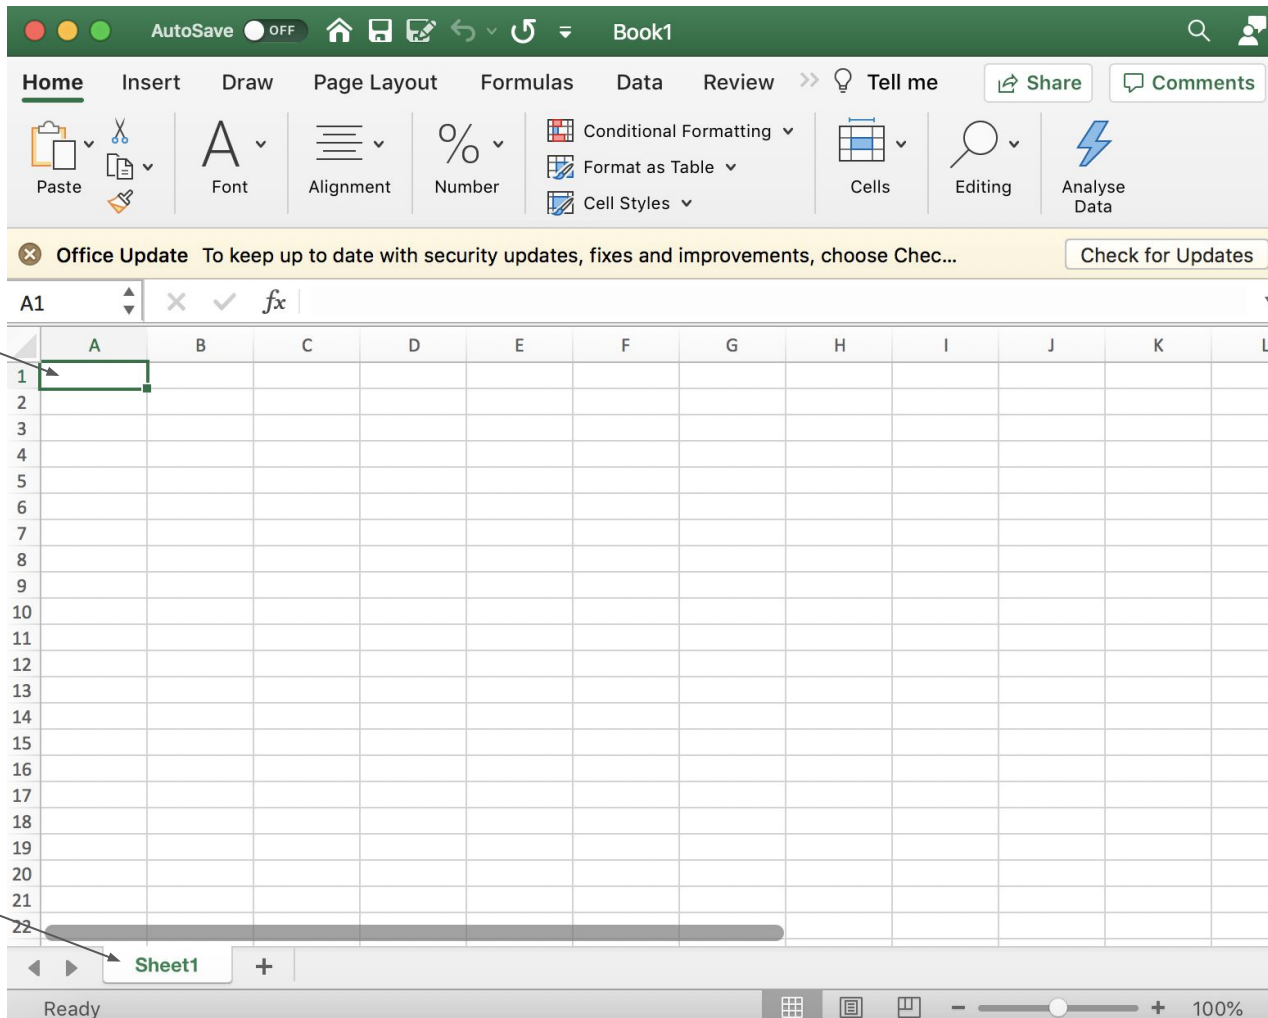 AutoSave OFF Book1
Home Insert Draw Page Layout Formulas Data Review Tell me Share Comments
Paste Font Alignment Number Conditional Formatting Format as Table Cell Styles Cells Editing Analyse Data
Office Update To keep up to date with security updates, fixes and improvements, choose Chec... Check for Updates
A1 fx
A B C D E F G H I J K L
1
2
3
4
5
6
7
8
9
10
11
12
13
14
15
16
17
18
19
20
21
22
Sheet1 +
Ready − + 100%